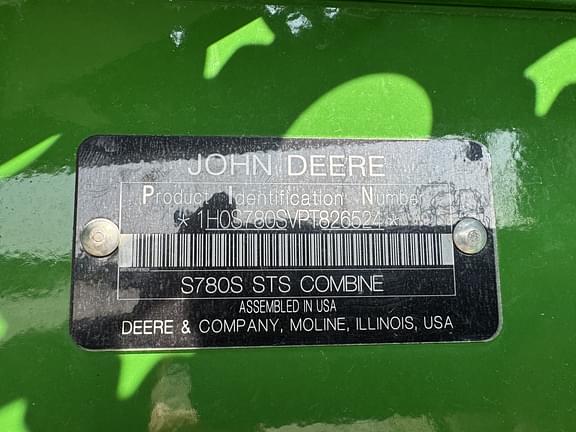 JOHN DEERE
Product Identification Number
* 1H0S780SVPT826524 *
S780S STS COMBINE
ASSEMBLED IN USA
DEERE & COMPANY, MOLINE, ILLINOIS, USA